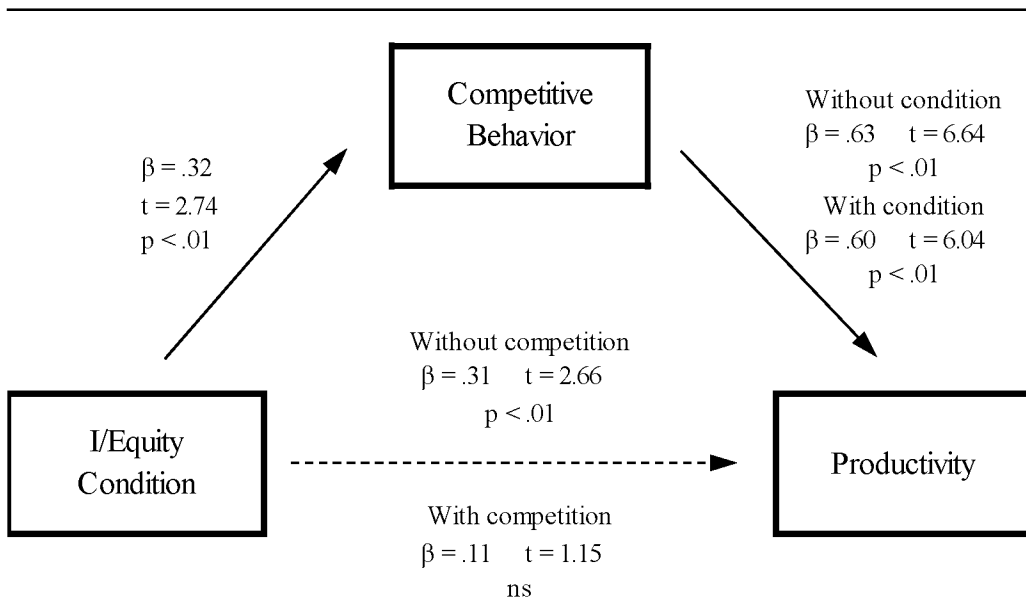 Competitive
Behavior
Without condition
β = .63 t = 6.64
p < .01
With condition
β = .60 t = 6.04
p < .01
β = .32
t = 2.74
p < .01
Without competition
β = .31 t = 2.66
p < .01
I/Equity
Condition
Productivity
With competition
β = .11 t = 1.15
ns